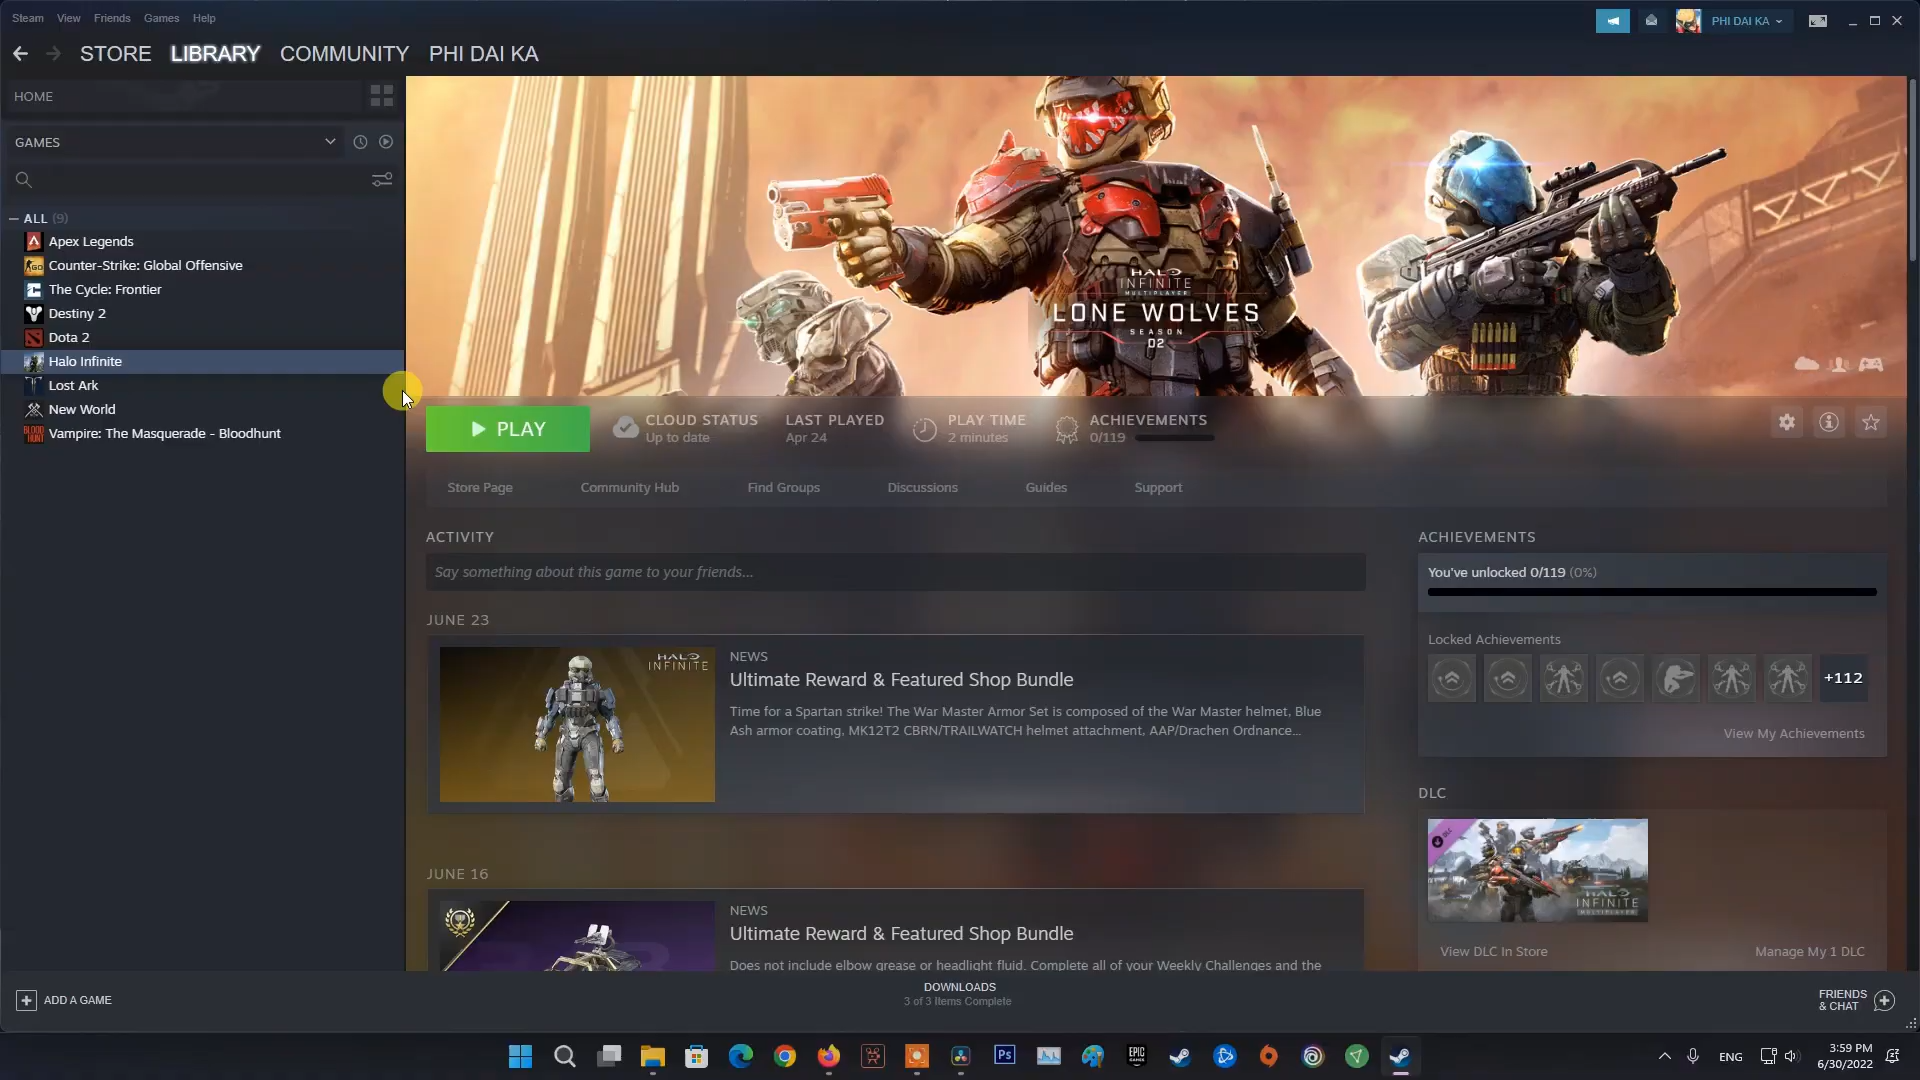 Steam View Friends Games Help
PHI DAI KA
STORE LIBRARY COMMUNITY PHI DAI KA
HOME
GAMES
ALL (9)
Apex Legends
Counter-Strike: Global Offensive
The Cycle: Frontier
Destiny 2
Dota 2
Halo Infinite
Lost Ark
New World
Vampire: The Masquerade - Bloodhunt
HALO
INFINITE
MULTIPLAYER
LONE WOLVES
SEASON
02
PLAY
CLOUD STATUS
Up to date
LAST PLAYED
Apr 24
PLAY TIME
2 minutes
ACHIEVEMENTS
0/119
Store Page Community Hub Find Groups Discussions Guides Support
ACTIVITY
Say something about this game to your friends...
JUNE 23
HALO
INFINITE
NEWS
Ultimate Reward & Featured Shop Bundle
Time for a Spartan strike! The War Master Armor Set is composed of the War Master helmet, Blue
Ash armor coating, MK12T2 CBRN/TRAILWATCH helmet attachment, AAP/Drachen Ordnance...
JUNE 16
NEWS
Ultimate Reward & Featured Shop Bundle
Does not include elbow grease or headlight fluid. Complete all of your Weekly Challenges and the
ACHIEVEMENTS
You've unlocked 0/119 (0%)
Locked Achievements
+112
View My Achievements
DLC
DLC
HALO
INFINITE
MULTIPLAYER
View DLC In Store
Manage My 1 DLC
ADD A GAME
DOWNLOADS
3 of 3 Items Complete
FRIENDS
& CHAT
Ps
EPIC
GAMES
ENG
3:59 PM
6/30/2022